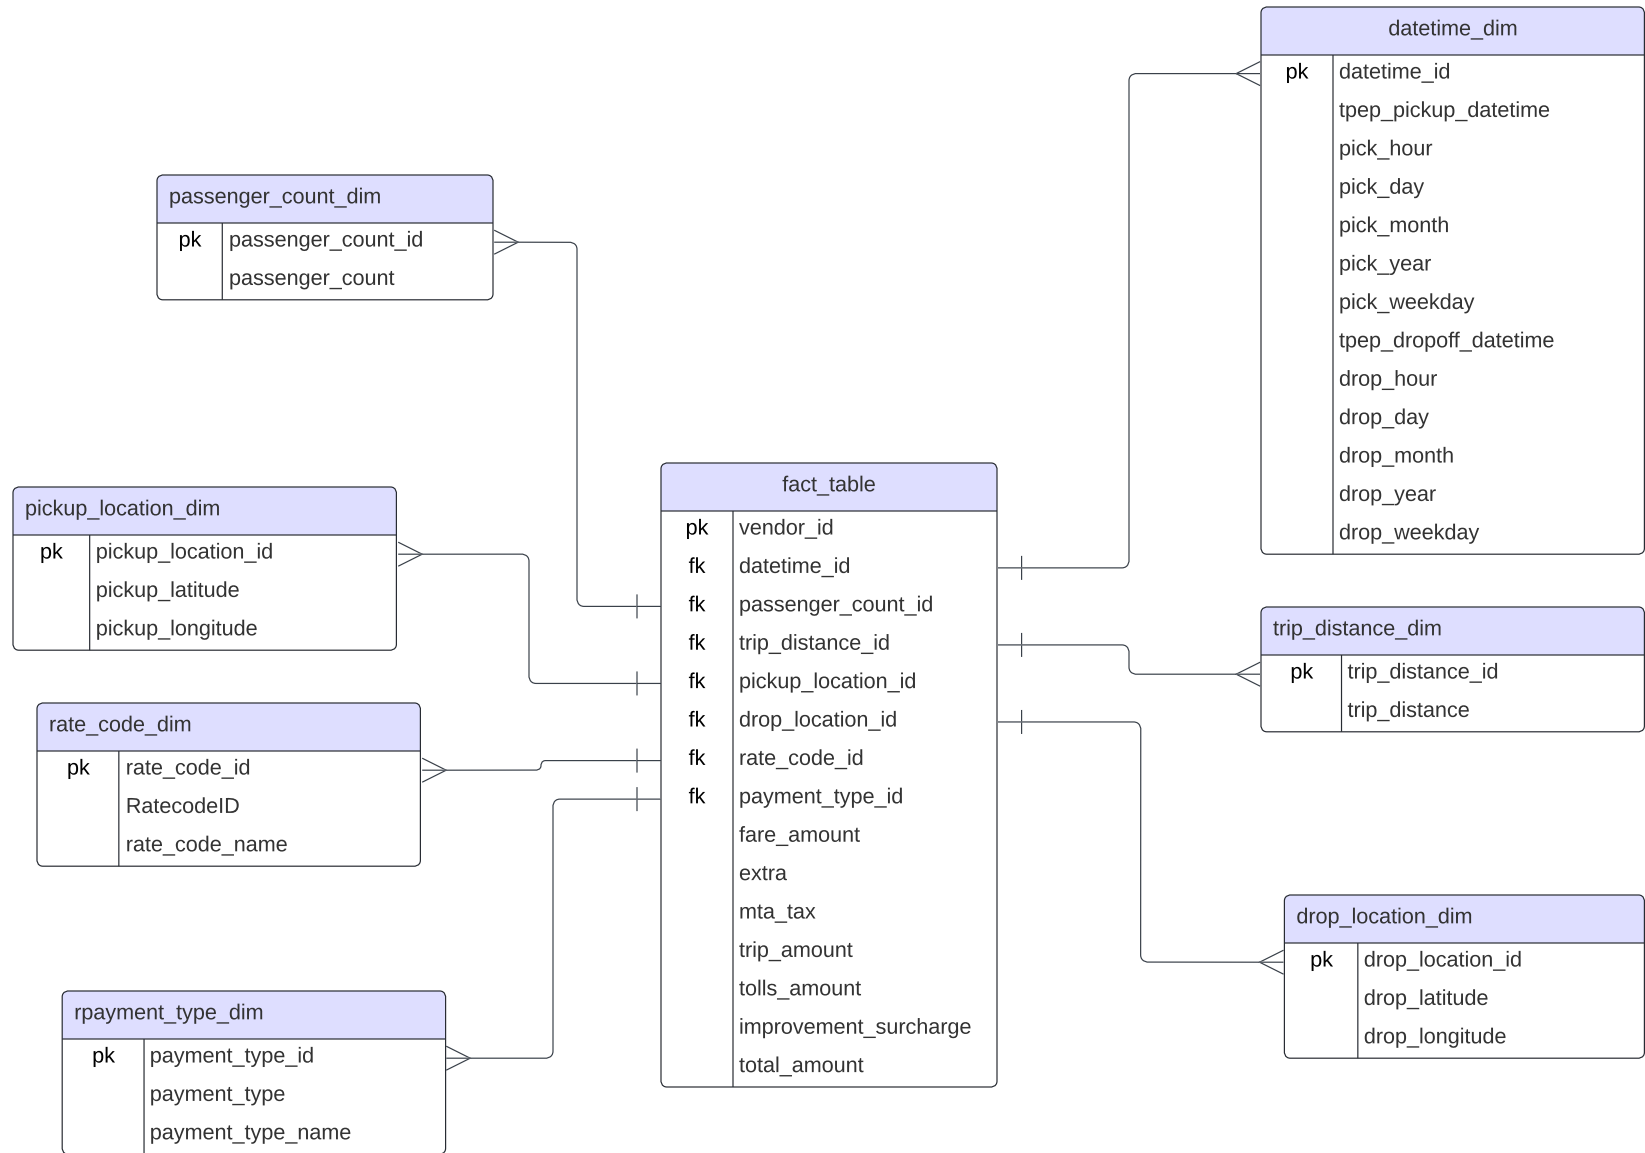 datetime_dim
pk datetime_id
tpep_pickup_datetime
pick_hour
pick_day
pick_month
pick_year
pick_weekday
tpep_dropoff_datetime
drop_hour
drop_day
drop_month
drop_year
drop_weekday
passenger_count_dim
pk passenger_count_id
passenger_count
pickup_location_dim
pk pickup_location_id
pickup_latitude
pickup_longitude
rate_code_dim
pk rate_code_id
RatecodeID
rate_code_name
rpayment_type_dim
pk payment_type_id
payment_type
payment_type_name
fact_table
pk vendor_id
fk datetime_id
fk passenger_count_id
fk trip_distance_id
fk pickup_location_id
fk drop_location_id
fk rate_code_id
fk payment_type_id
fare_amount
extra
mta_tax
trip_amount
tolls_amount
improvement_surcharge
total_amount
trip_distance_dim
pk trip_distance_id
trip_distance
drop_location_dim
pk drop_location_id
drop_latitude
drop_longitude